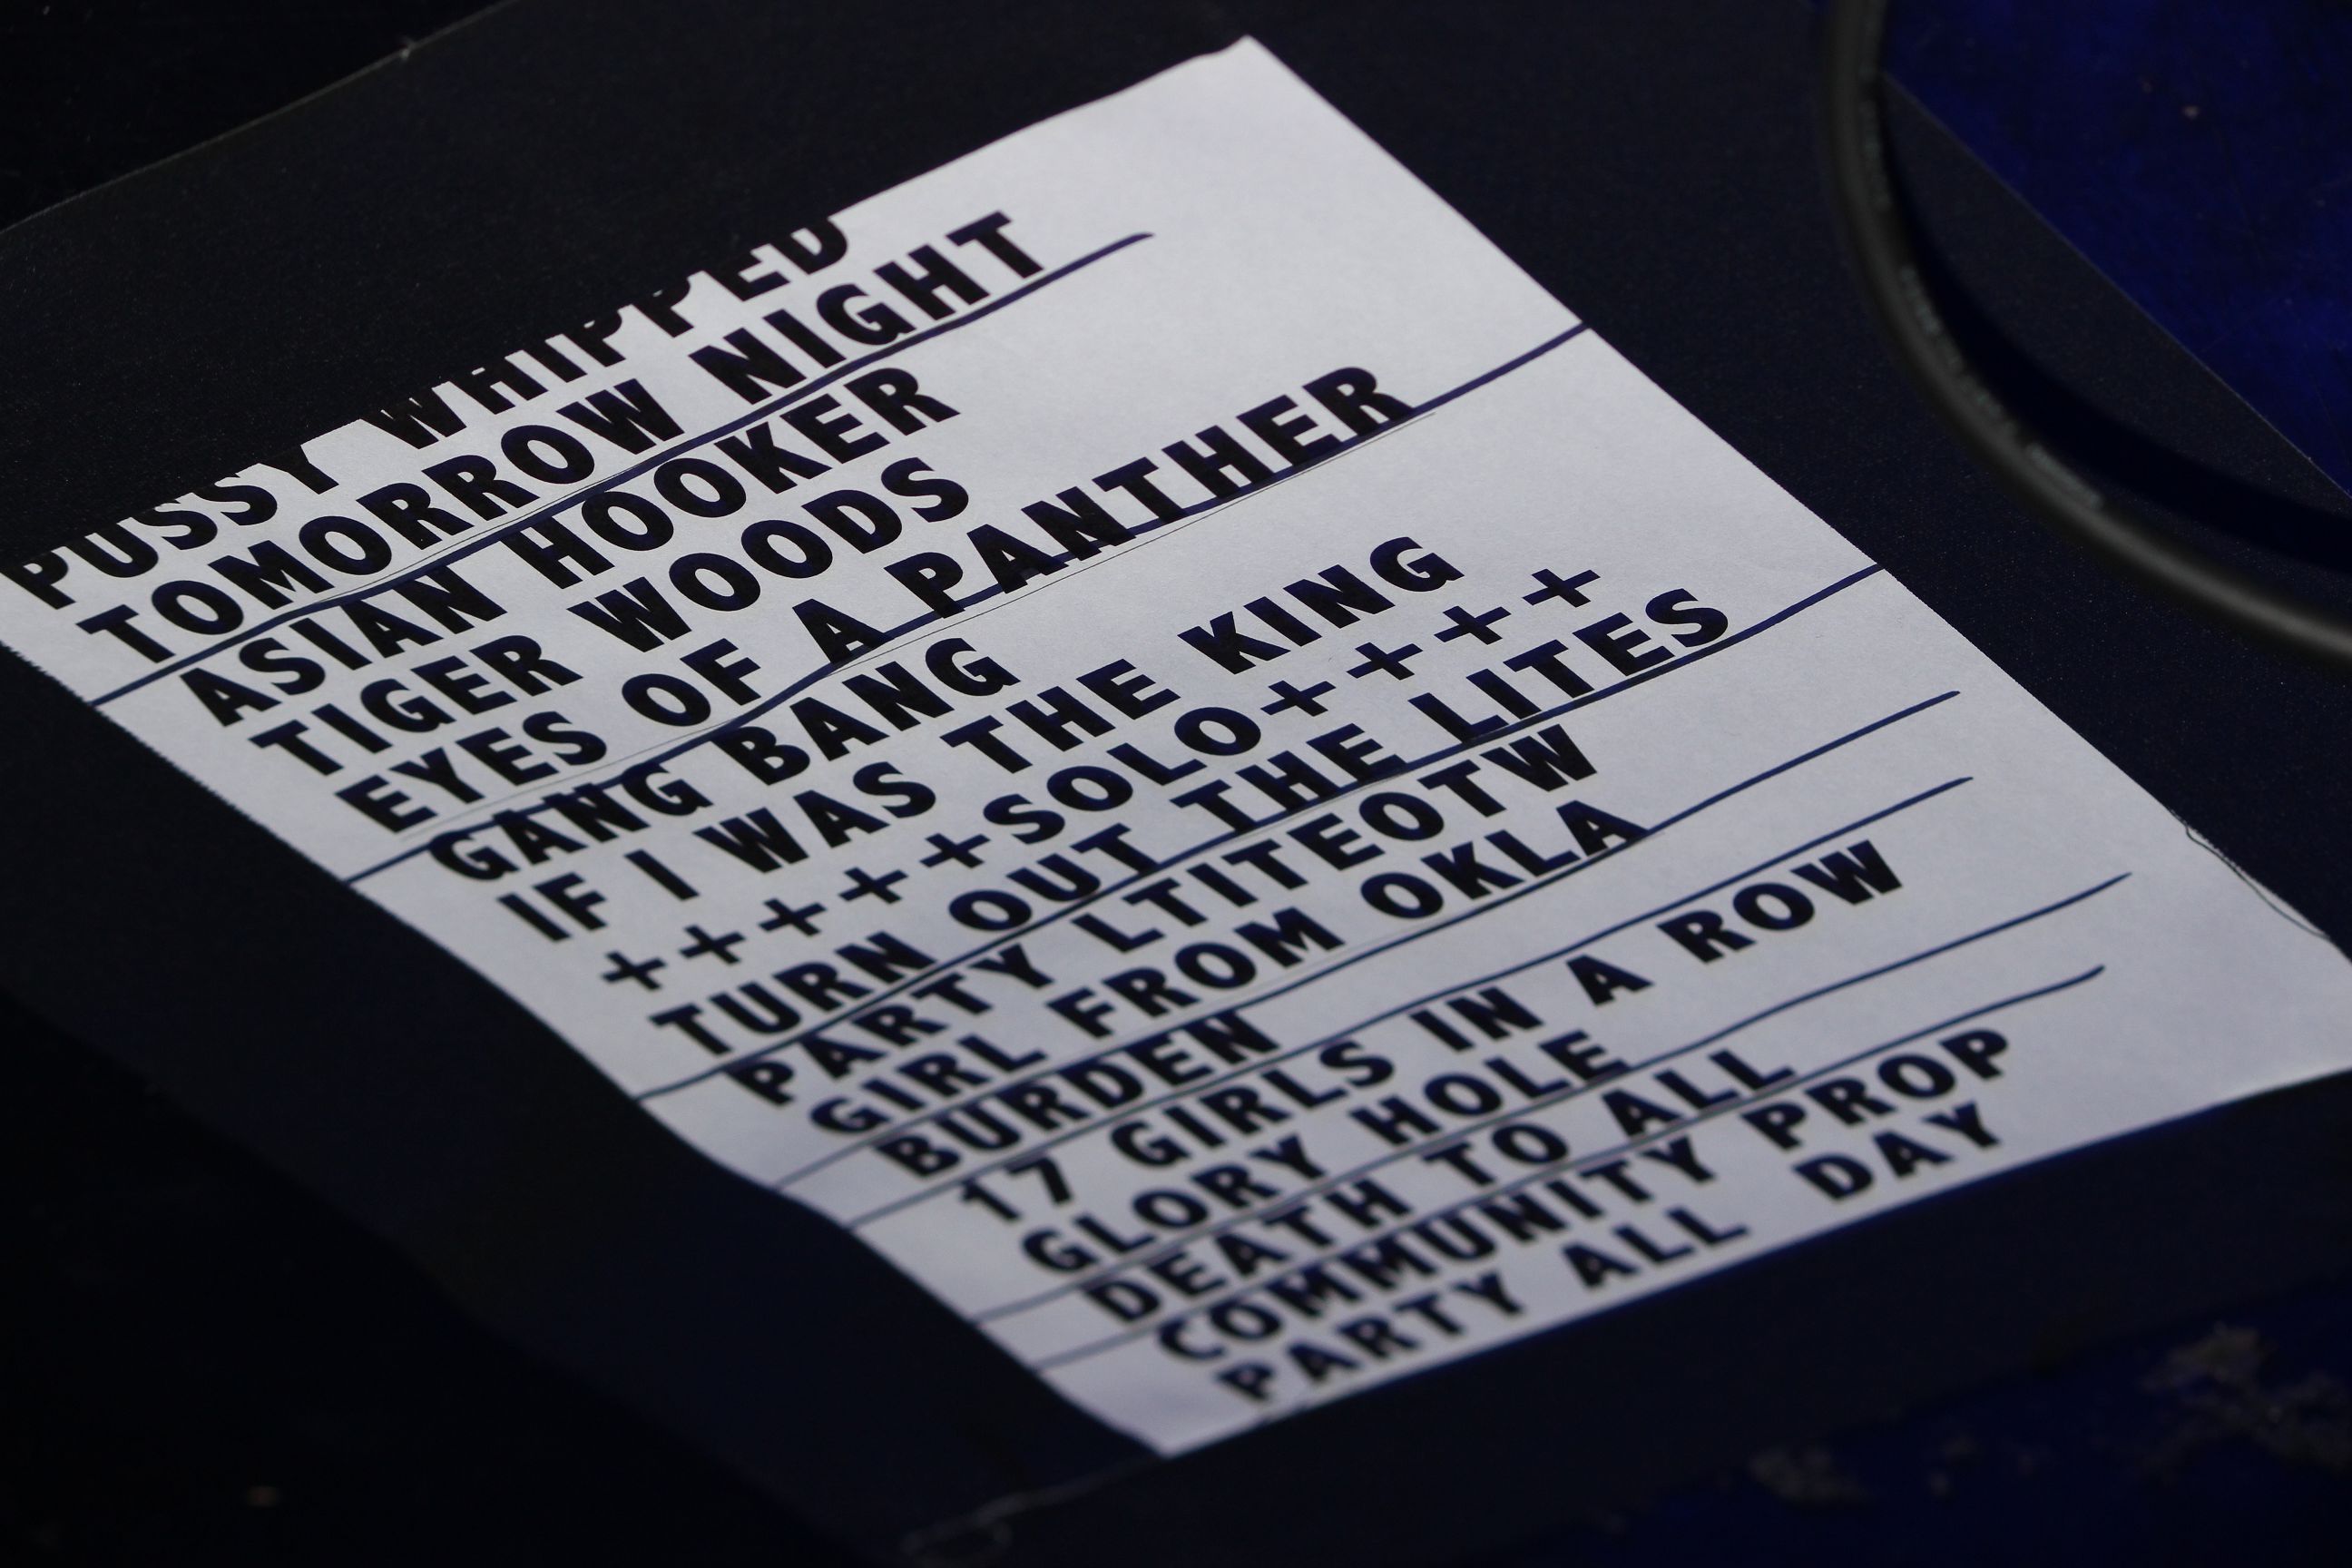 PUSSY WHIPPED
TOMORROW NIGHT
ASIAN HOOKER
TIGER WOODS
EYES OF A PANTHER
GANG BANG
IF I WAS THE KING
+++++SOLO+++++
TURN OUT THE LITES
PARTY LTITEOTW
GIRL FROM OKLA
BURDEN
17 GIRLS IN A ROW
GLORY HOLE
DEATH TO ALL
COMMUNITY PROP
PARTY ALL DAY